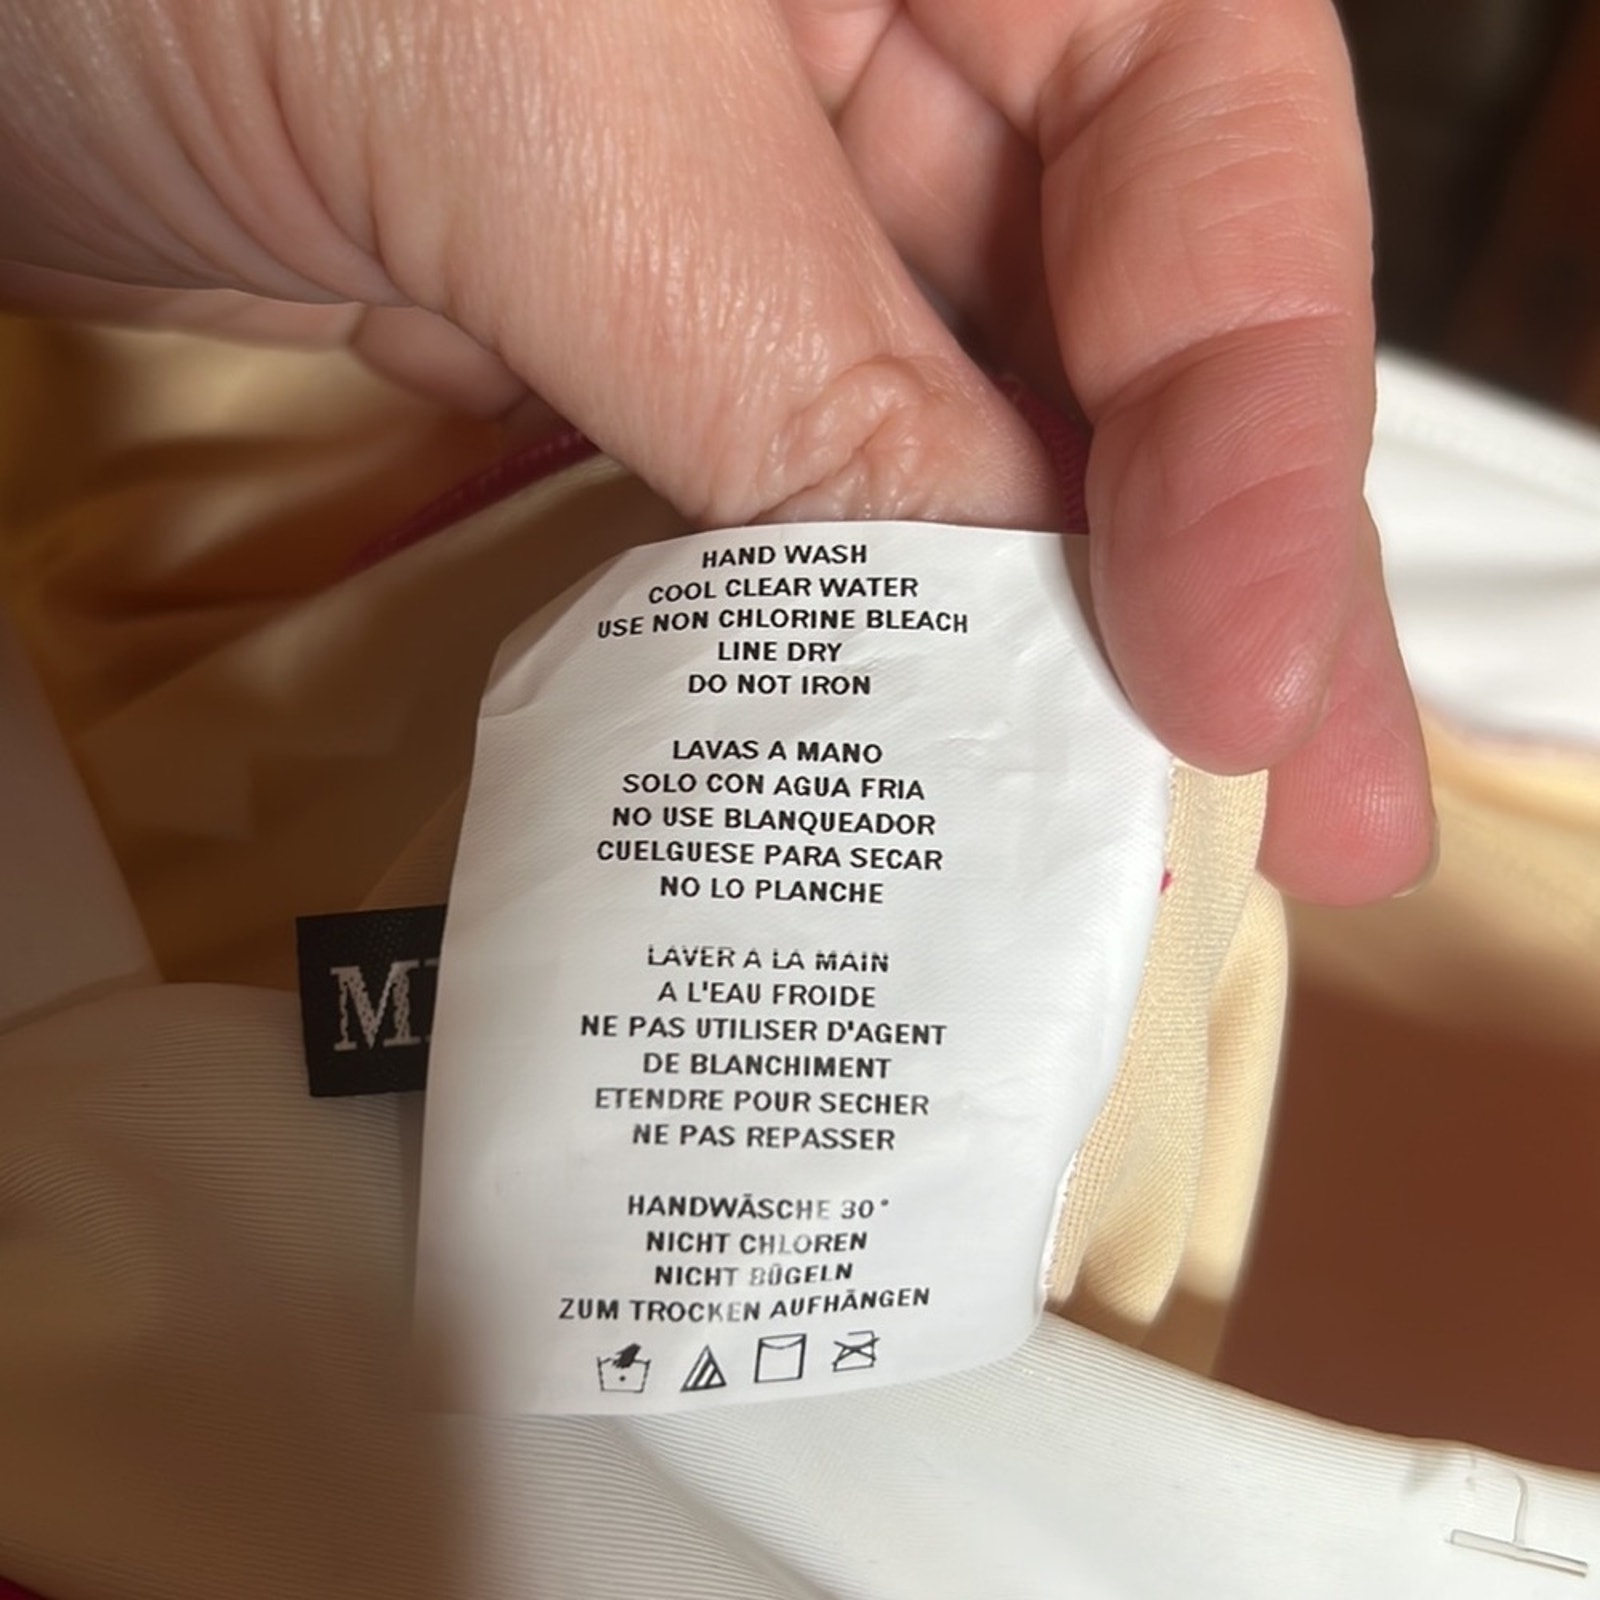 HAND WASH
COOL CLEAR WATER
USE NON CHLORINE BLEACH
LINE DRY
DO NOT IRON
LAVAS A MANO
SOLO CON AGUA FRIA
NO USE BLANQUEADOR
CUELGUESE PARA SECAR
NO LO PLANCHE
LAVER A LA MAIN
A L'EAU FROIDE
NE PAS UTILISER D'AGENT
DE BLANCHIMENT
ETENDRE POUR SECHER
NE PAS REPASSER
HANDWÄSCHE 30°
NICHT CHLOREN
NICHT BÜGELN
ZUM TROCKEN AUFHÄNGEN